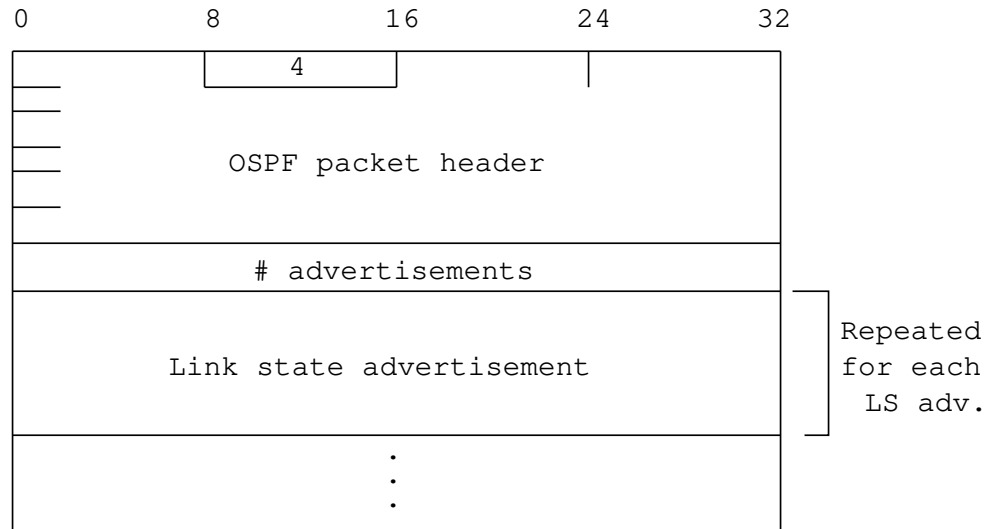 0 8 16 24 32
4
OSPF packet header
# advertisements
Link state advertisement
Repeated
for each
LS adv.
.
.
.